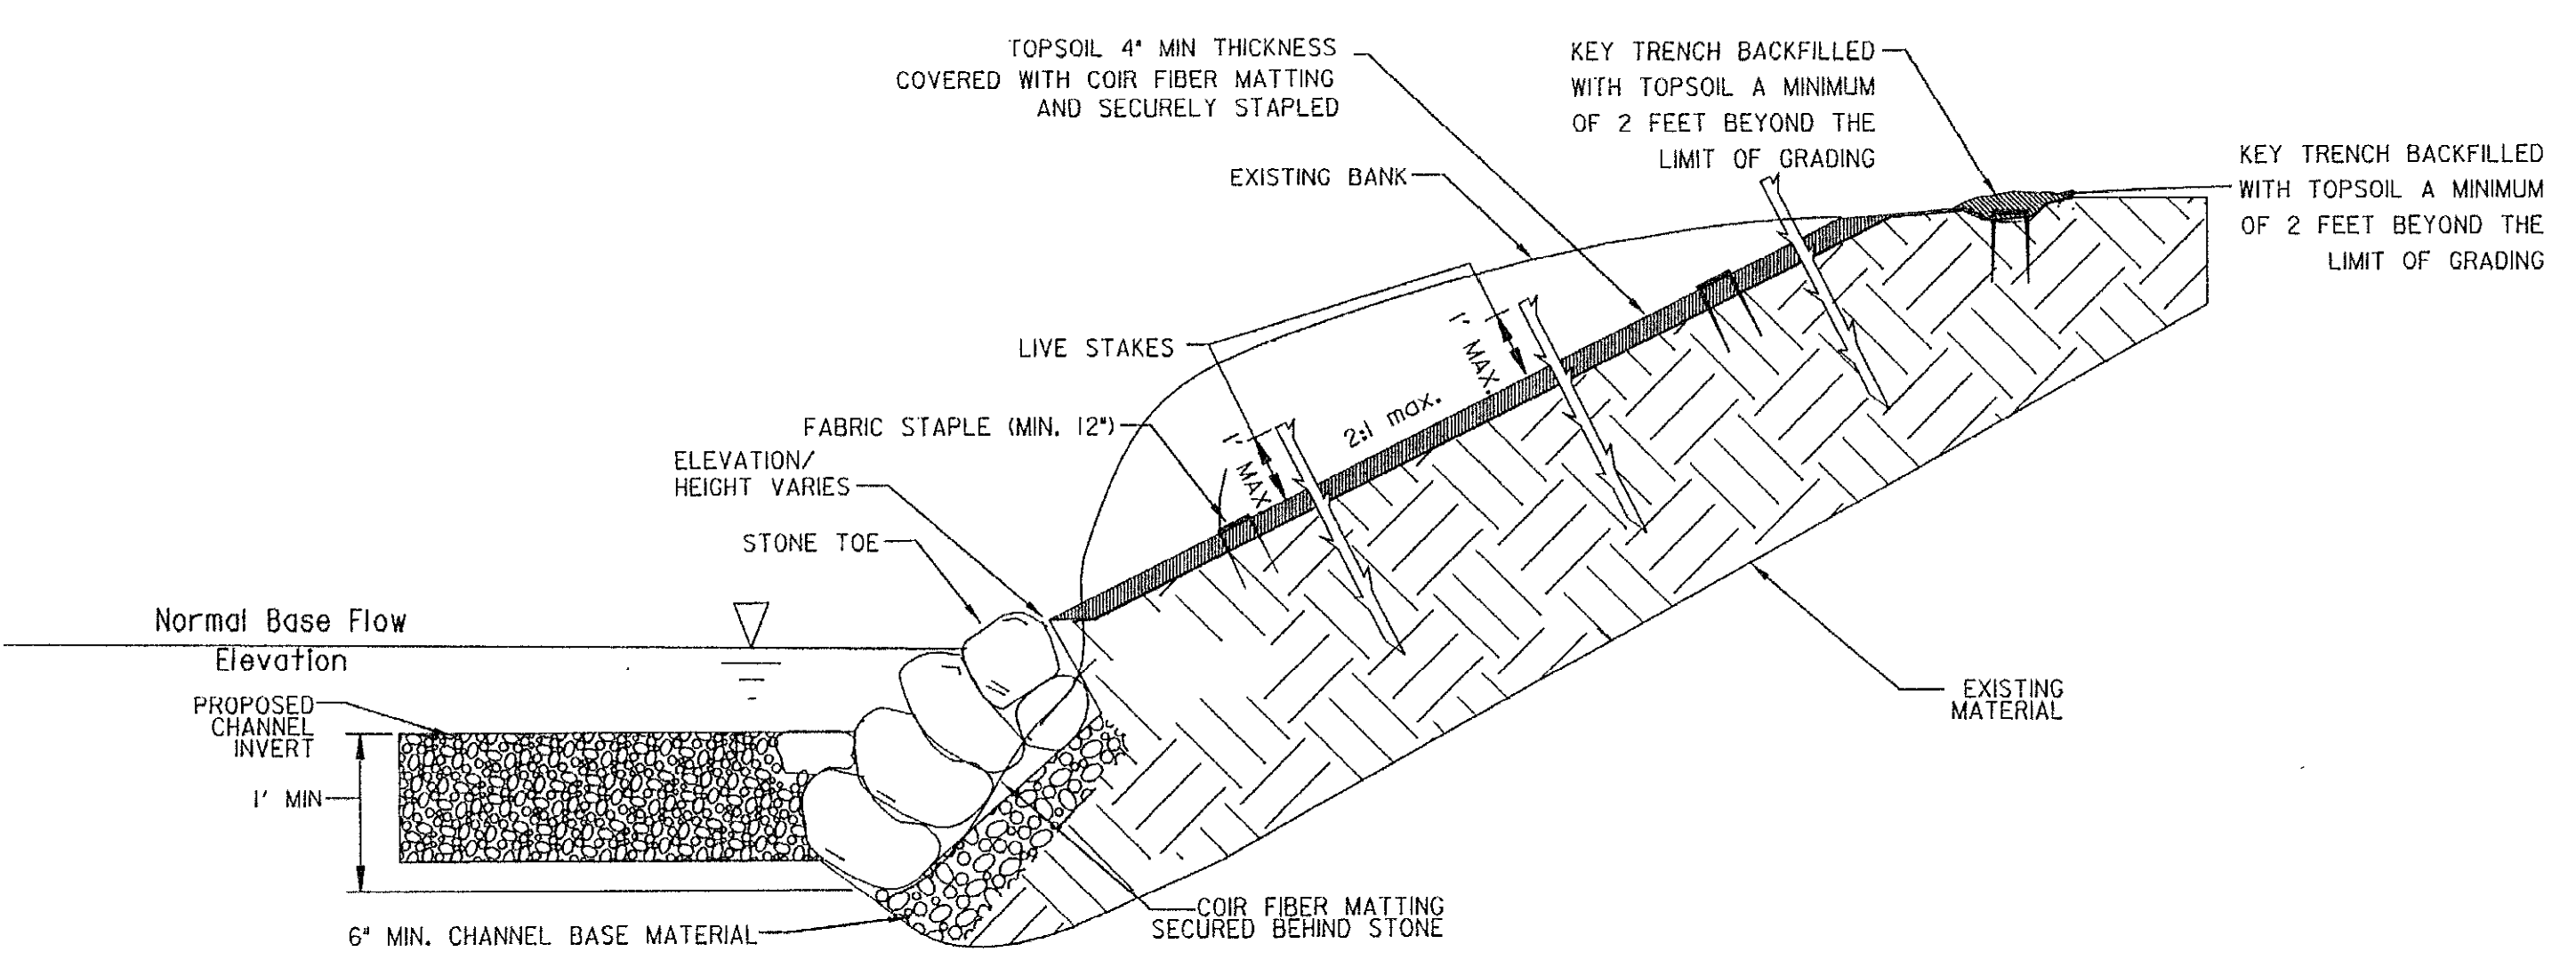 TOPSOIL 4" MIN THICKNESS
COVERED WITH COIR FIBER MATTING
AND SECURELY STAPLED
KEY TRENCH BACKFILLED
WITH TOPSOIL A MINIMUM
OF 2 FEET BEYOND THE
LIMIT OF GRADING
KEY TRENCH BACKFILLED
WITH TOPSOIL A MINIMUM
OF 2 FEET BEYOND THE
LIMIT OF GRADING
EXISTING BANK
LIVE STAKES
1' MAX.
2:1 max.
FABRIC STAPLE (MIN. 12")
1' MAX
ELEVATION/
HEIGHT VARIES
STONE TOE
Normal Base Flow
Elevation
PROPOSED
CHANNEL
INVERT
1' MIN
EXISTING
MATERIAL
COIR FIBER MATTING
SECURED BEHIND STONE
6" MIN. CHANNEL BASE MATERIAL